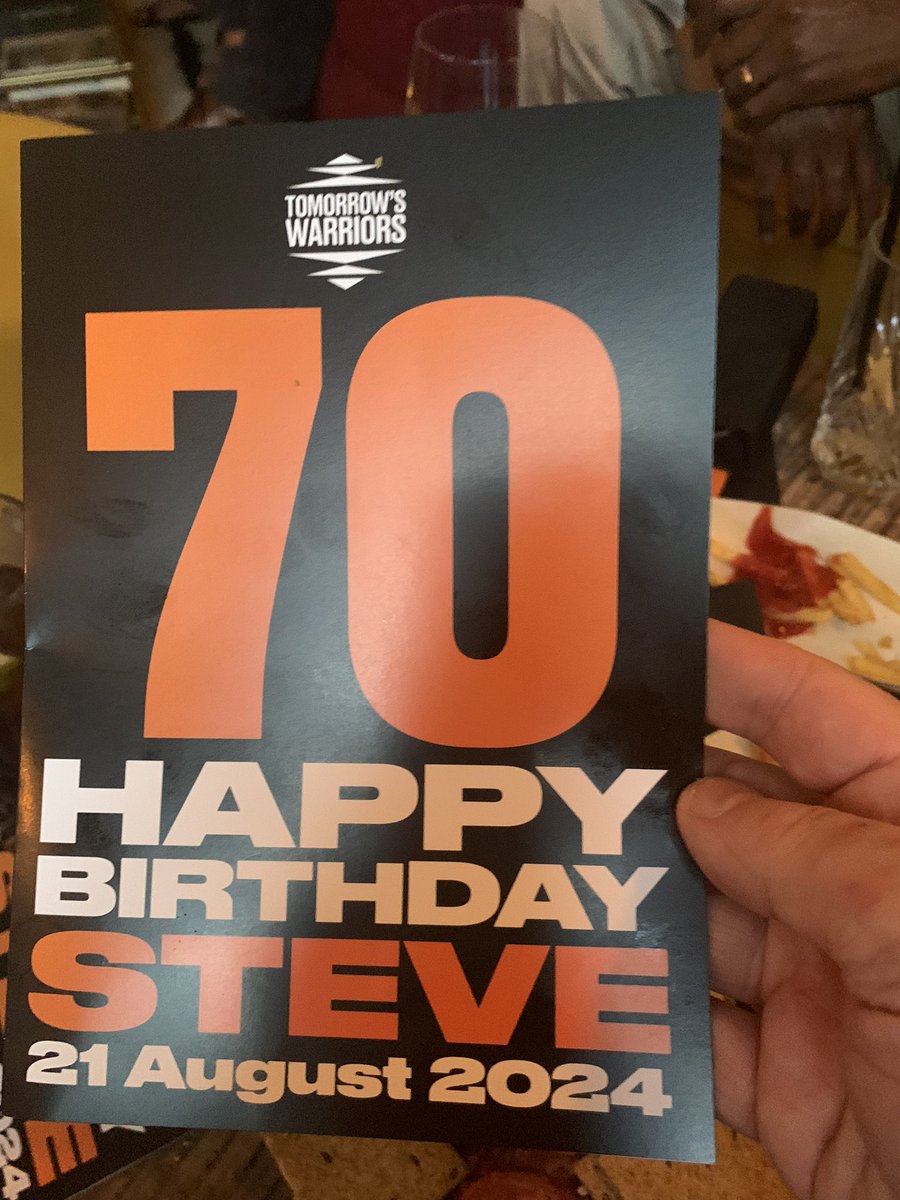 TOMORROW'S
WARRIORS
70
HAPPY
BIRTHDAY
STEVE
21 August 2024